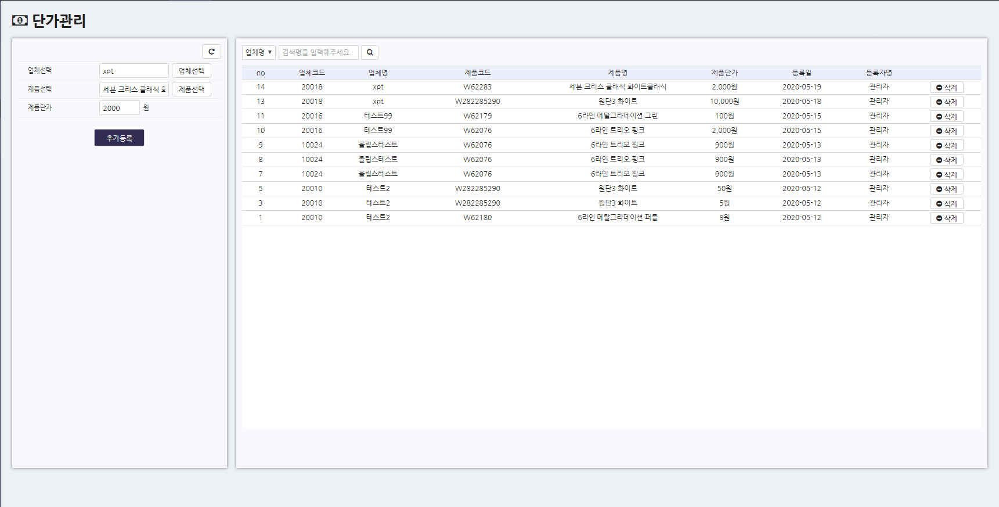 단가관리
업체선택 xpt 업체선택
제품선택 세븐 크리스 클래식 화 제품선택
제품단가 2000 원
추가등록
업체명 ▼ 검색명을 입력해주세요.
no 업체코드 업체명 제품코드 제품명 제품단가 등록일 등록자명
14 20018 xpt W62283 세븐 크리스 클래식 화이트클래식 2,000원 2020-05-19 관리자 삭제
13 20018 xpt W282285290 원단3 화이트 10,000원 2020-05-18 관리자 삭제
11 20016 테스트99 W62179 6라인 메탈그라데이션 그린 100원 2020-05-15 관리자 삭제
10 20016 테스트99 W62076 6라인 트리오 핑크 2,000원 2020-05-15 관리자 삭제
9 10024 올립스테스트 W62076 6라인 트리오 핑크 900원 2020-05-13 관리자 삭제
8 10024 올립스테스트 W62076 6라인 트리오 핑크 900원 2020-05-13 관리자 삭제
7 10024 올립스테스트 W62076 6라인 트리오 핑크 900원 2020-05-13 관리자 삭제
5 20010 테스트2 W282285290 원단3 화이트 50원 2020-05-12 관리자 삭제
3 20010 테스트2 W282285290 원단3 화이트 5원 2020-05-12 관리자 삭제
1 20010 테스트2 W62180 6라인 메탈그라데이션 퍼플 9원 2020-05-12 관리자 삭제